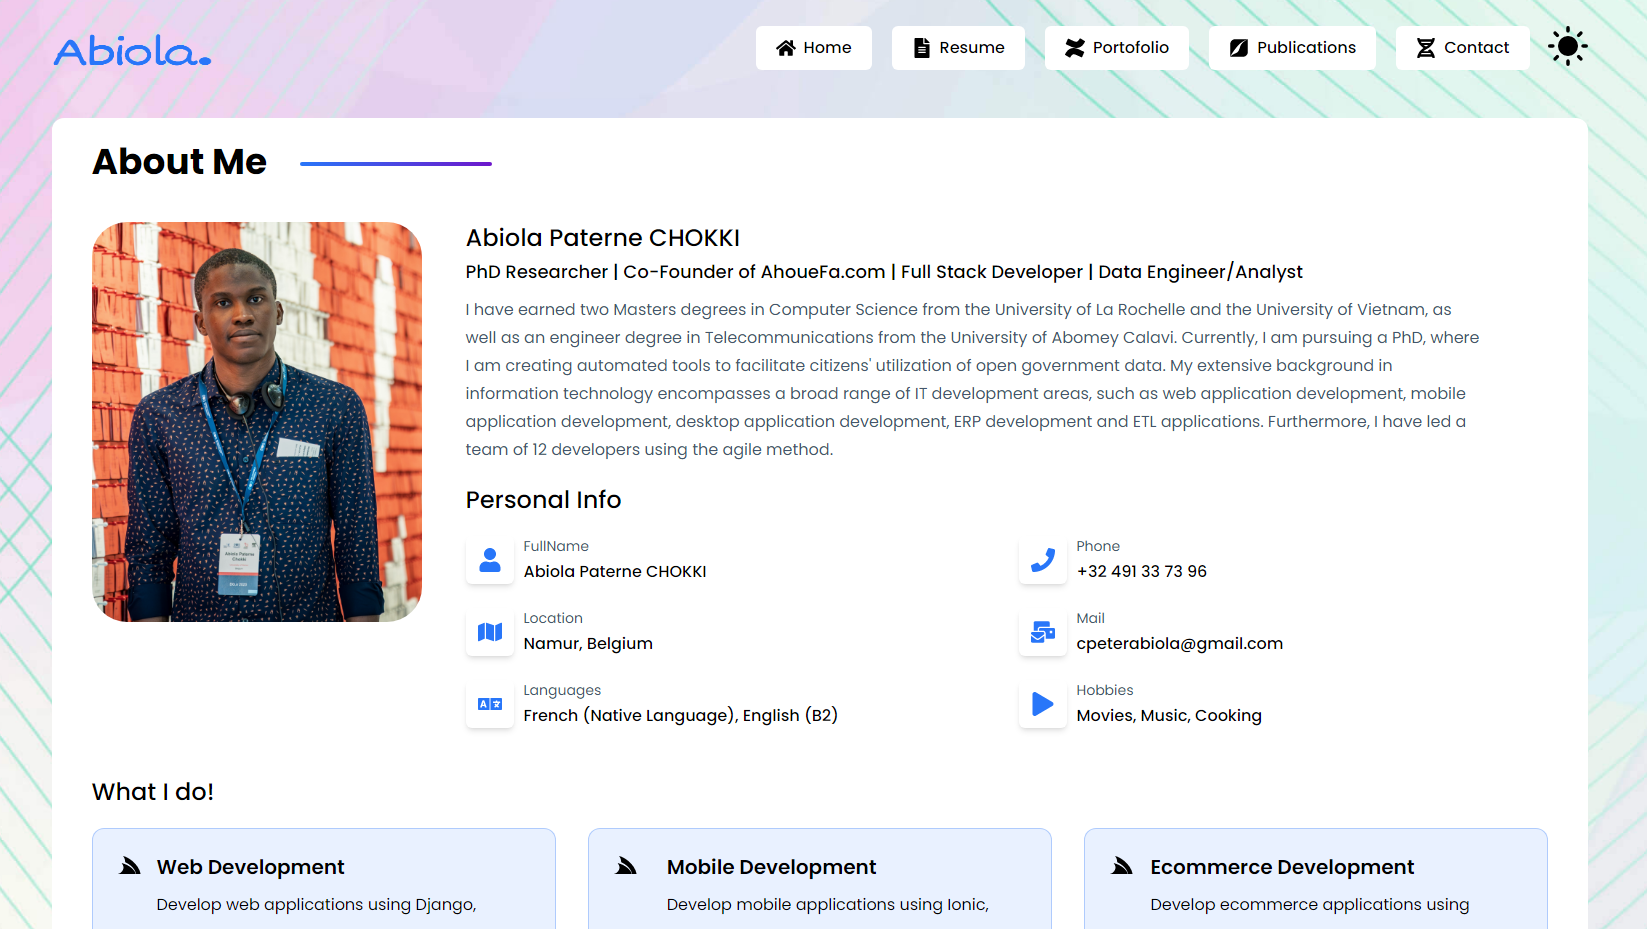 Abiola.
Home
Resume
Portofolio
Publications
Contact
About Me
Abiola Paterne CHOKKI
PhD Researcher | Co-Founder of AhoueFa.com | Full Stack Developer | Data Engineer/Analyst
I have earned two Masters degrees in Computer Science from the University of La Rochelle and the University of Vietnam, as
well as an engineer degree in Telecommunications from the University of Abomey Calavi. Currently, I am pursuing a PhD, where
I am creating automated tools to facilitate citizens' utilization of open government data. My extensive background in
information technology encompasses a broad range of IT development areas, such as web application development, mobile
application development, desktop application development, ERP development and ETL applications. Furthermore, I have led a
team of 12 developers using the agile method.
Abiola Paterne
Chokki
Personal Info
FullName
Abiola Paterne CHOKKI
Phone
+32 491 33 73 96
Location
Namur, Belgium
Mail
cpeterabiola@gmail.com
Languages
French (Native Language), English (B2)
Hobbies
Movies, Music, Cooking
What I do!
Web Development
Develop web applications using Django,
Mobile Development
Develop mobile applications using Ionic,
Ecommerce Development
Develop ecommerce applications using